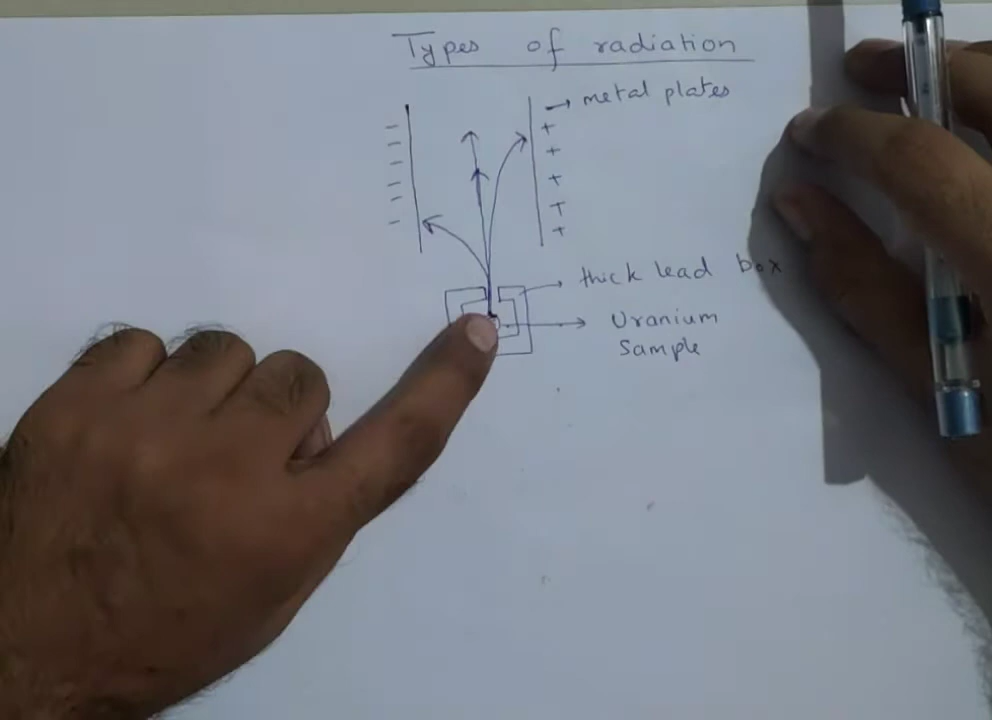 Types of radiation
→ metal plates
- - - - - -
+ + + + +
thick lead box
Uranium
Sample